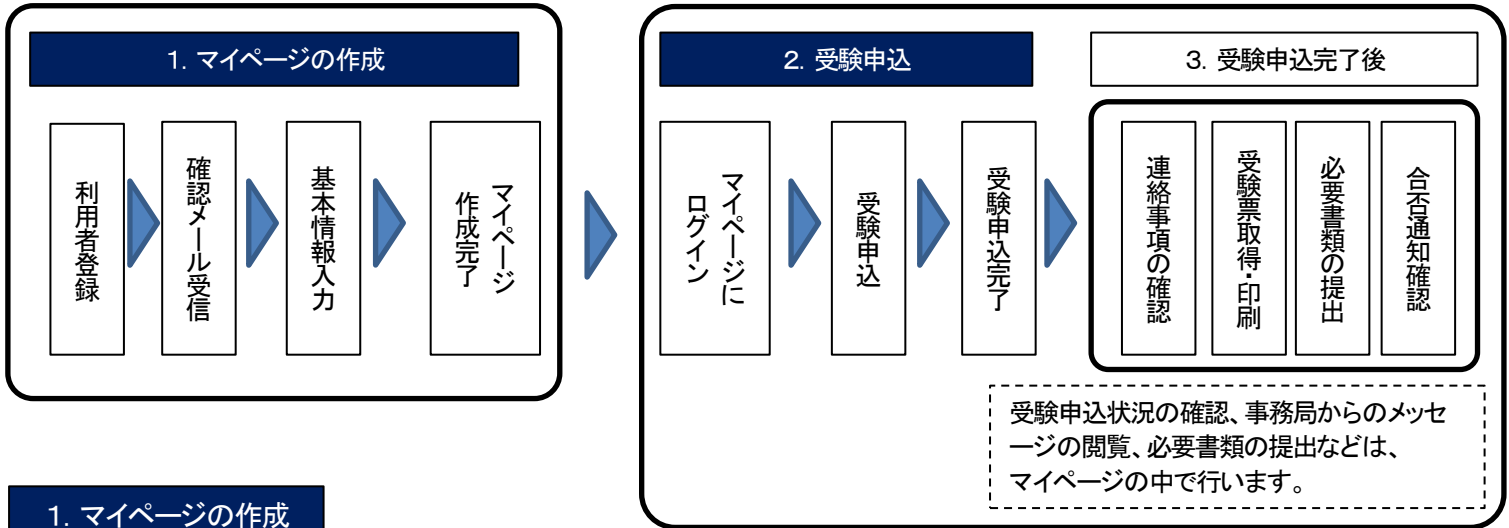 1. マイページの作成
利用者登録
確認メール受信
基本情報入力
マイページ
作成完了
2. 受験申込
マイページに
ログイン
受験申込
受験申込完了
3. 受験申込完了後
連絡事項の確認
受験票取得・印刷
必要書類の提出
合否通知確認
受験申込状況の確認、事務局からのメッセ
ージの閲覧、必要書類の提出などは、
マイページの中で行います。
1. マイページの作成